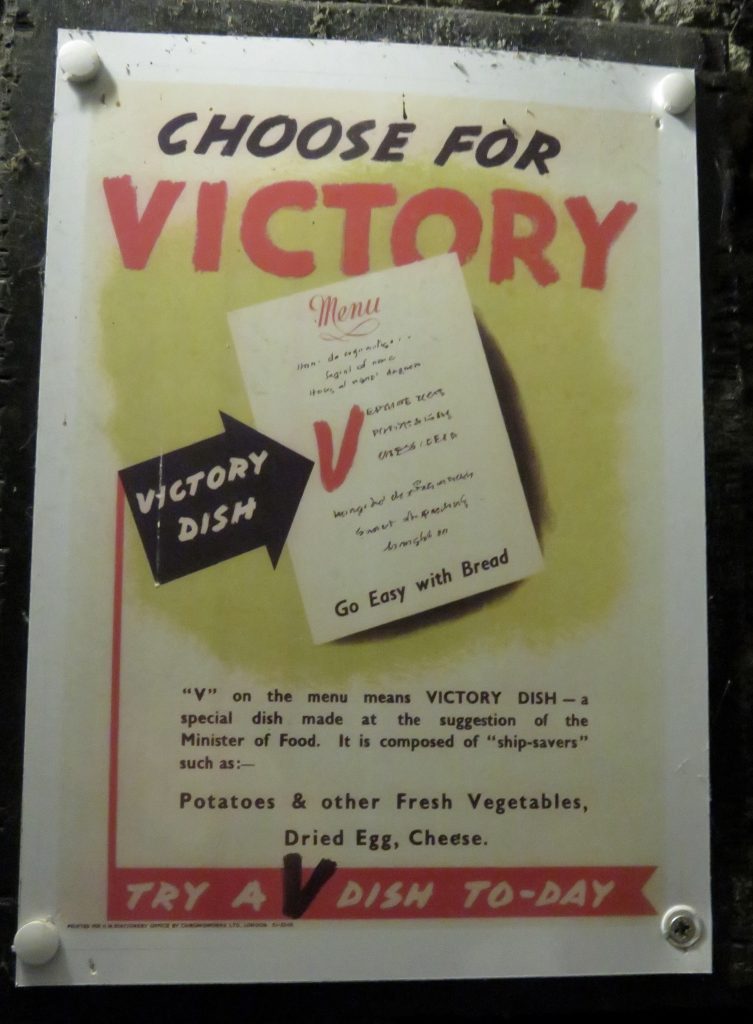 CHOOSE FOR
VICTORY
Menu
V
VICTORY
DISH
Go Easy with Bread
"V" on the menu means VICTORY DISH — a
special dish made at the suggestion of the
Minister of Food. It is composed of "ship-savers"
such as:—
Potatoes & other Fresh Vegetables,
Dried Egg, Cheese.
TRY A V DISH TO-DAY